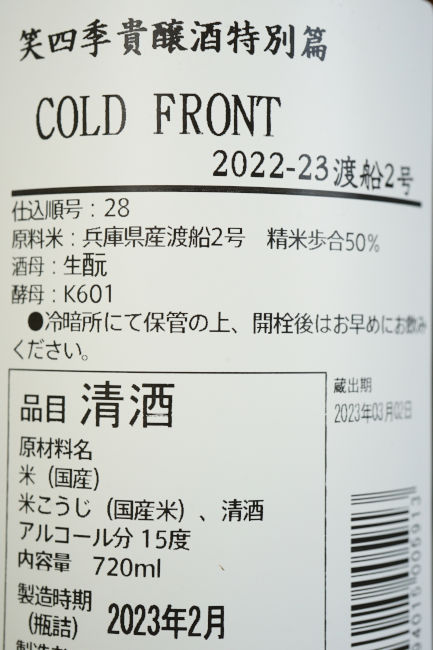 笑四季貴醸酒特別篇
COLD FRONT
2022-23渡船2号
仕込順号：28
原料米：兵庫県産渡船2号　精米歩合50%
酒母：生酛
酵母：K601
●冷暗所にて保管の上、開栓後はお早めにお飲み
ください。
品目 清酒
原材料名
米（国産）
米こうじ（国産米）、清酒
アルコール分 15度
内容量　720ml
製造時期
（瓶詰）　2023年2月
蔵出期
2023年03月02日